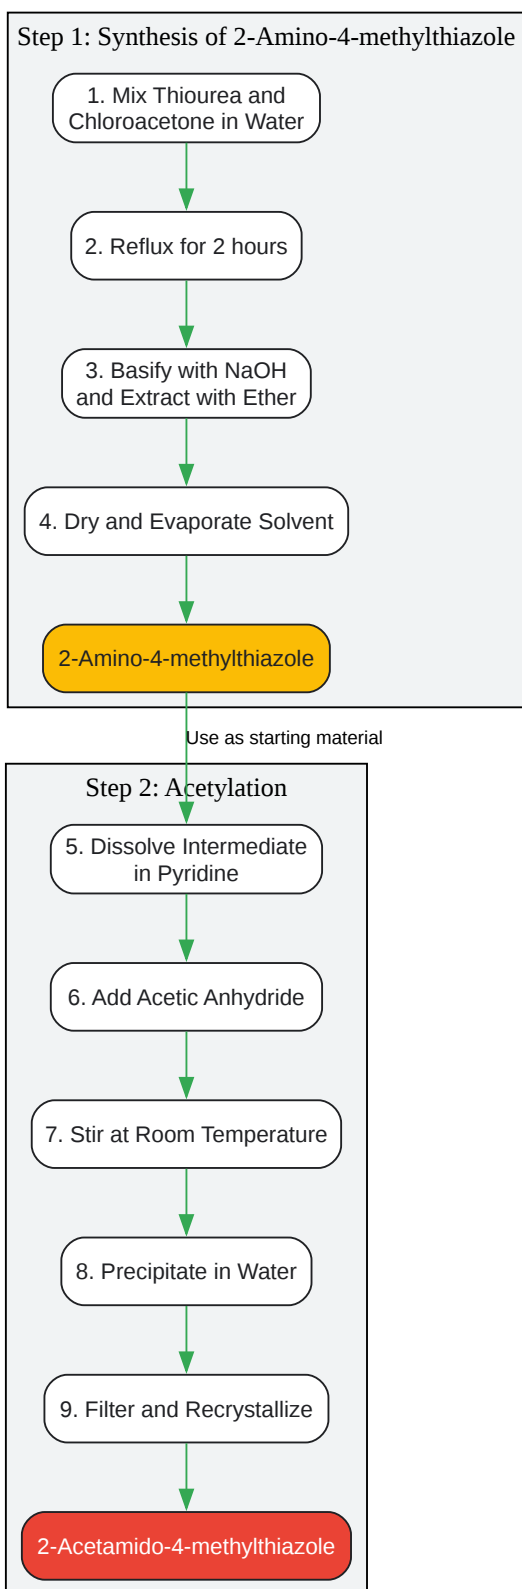 Step 1: Synthesis of 2-Amino-4-methylthiazole
1. Mix Thiourea and
Chloroacetone in Water
2. Reflux for 2 hours
3. Basify with NaOH
and Extract with Ether
4. Dry and Evaporate Solvent
2-Amino-4-methylthiazole
Use as starting material
Step 2: Acetylation
5. Dissolve Intermediate
in Pyridine
6. Add Acetic Anhydride
7. Stir at Room Temperature
8. Precipitate in Water
9. Filter and Recrystallize
2-Acetamido-4-methylthiazole